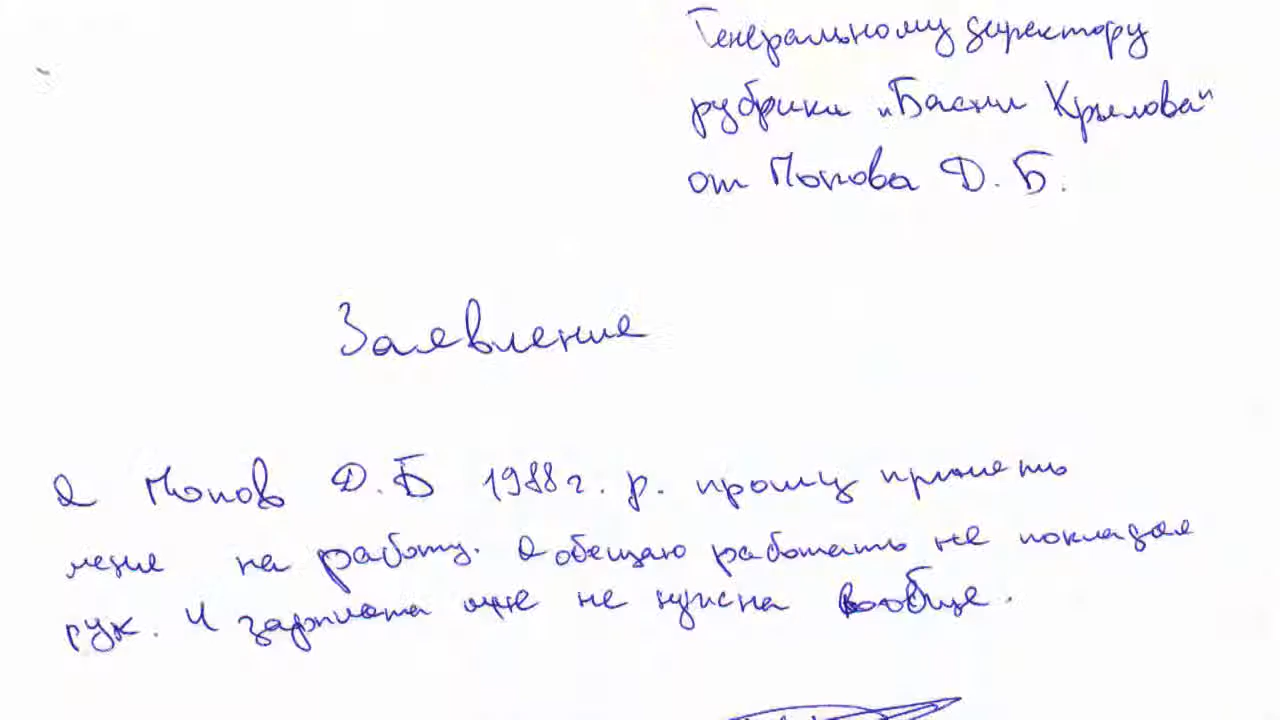 Генеральному директору
рубрики „Басни Крылова"
от Попова Д. Б.
Заявление
Я Попов Д.Б 1988 г. р. прошу принять
меня на работу. Я обещаю работать не покладая
рук. И зарплата мне не нужна вообще.